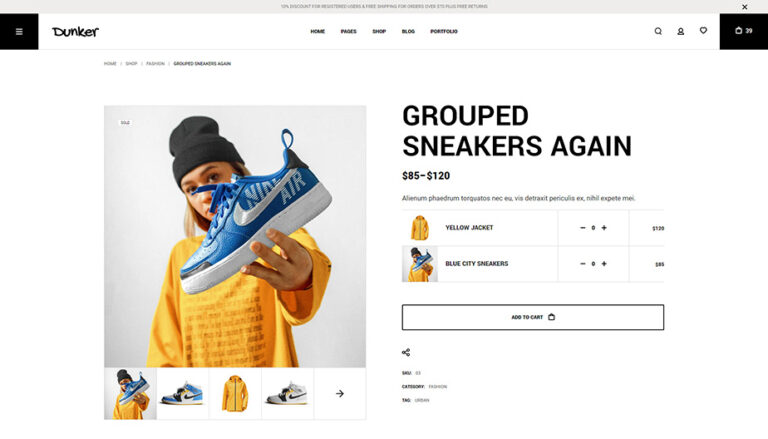 10% DISCOUNT FOR REGISTERED USERS & FREE SHIPPING FOR ORDERS OVER $75 PLUS FREE RETURNS
Dunker
HOME PAGES SHOP BLOG PORTFOLIO
39
HOME | SHOP | FASHION | GROUPED SNEAKERS AGAIN
SOLD
NIKE
AIR
GROUPED
SNEAKERS AGAIN
$85–$120
Alienum phaedrum torquatos nec eu, vis detraxit periculis ex, nihil expete mei.
YELLOW JACKET − 0 + $120
BLUE CITY SNEAKERS − 0 + $85
ADD TO CART
SKU: 03
CATEGORY: FASHION
TAG: URBAN